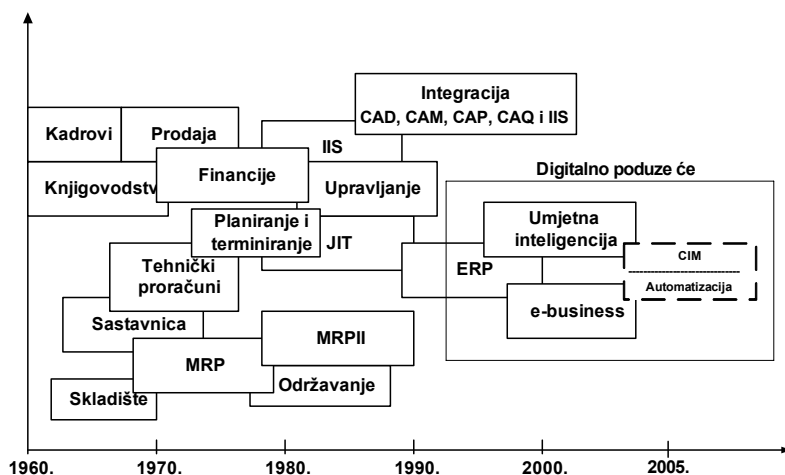 Integracija
CAD, CAM, CAP, CAQ i IIS
Kadrovi
Prodaja
IIS
Knjigovodstv
Financije
Upravljanje
Digitalno poduze će
Planiranje i
terminiranje
JIT
Umjetna
inteligencija
Tehnički
proračuni
ERP
CIM
Automatizacija
Sastavnica
MRPII
e-business
MRP
Održavanje
Skladište
1960.
1970.
1980.
1990.
2000.
2005.